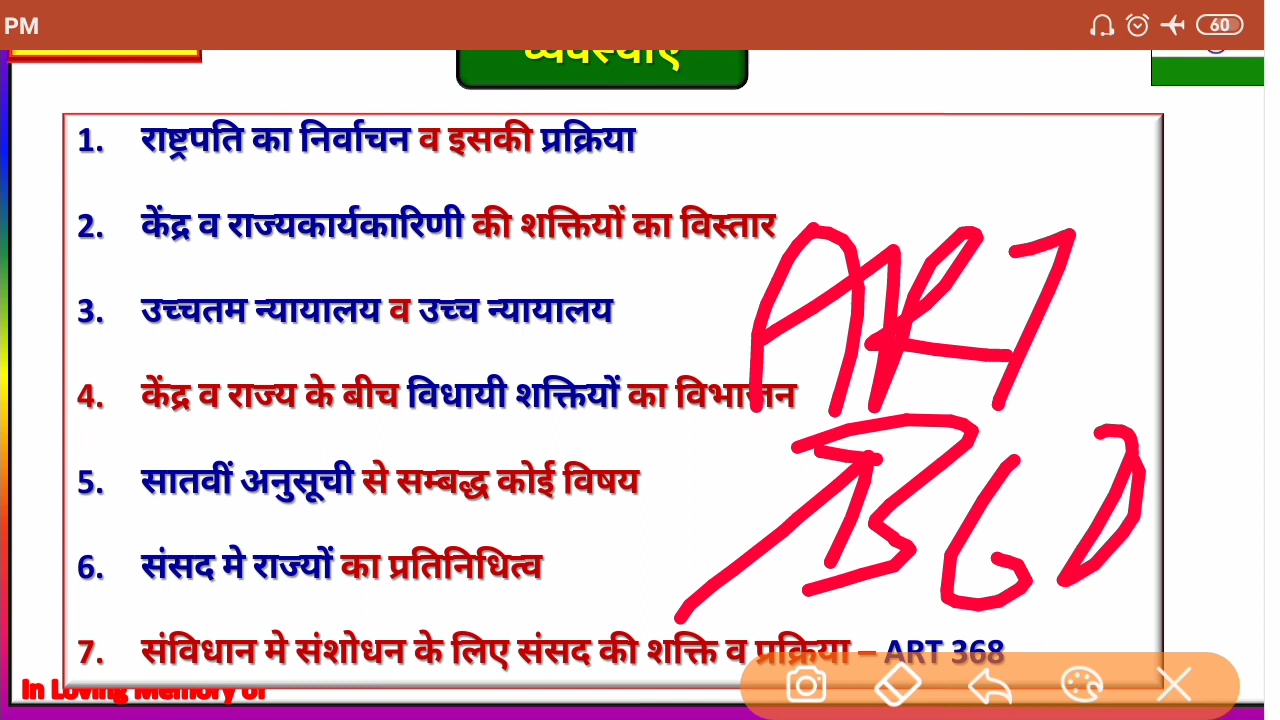 PM
60
व्यवस्थाएं
1. राष्ट्रपति का निर्वाचन व इसकी प्रक्रिया
2. केंद्र व राज्यकार्यकारिणी की शक्तियों का विस्तार
3. उच्चतम न्यायालय व उच्च न्यायालय
4. केंद्र व राज्य के बीच विधायी शक्तियों का विभाजन
5. सातवीं अनुसूची से सम्बद्ध कोई विषय
6. संसद मे राज्यों का प्रतिनिधित्व
7. संविधान मे संशोधन के लिए संसद की शक्ति व प्रक्रिया – ART 368
ART
In Loving Memory of